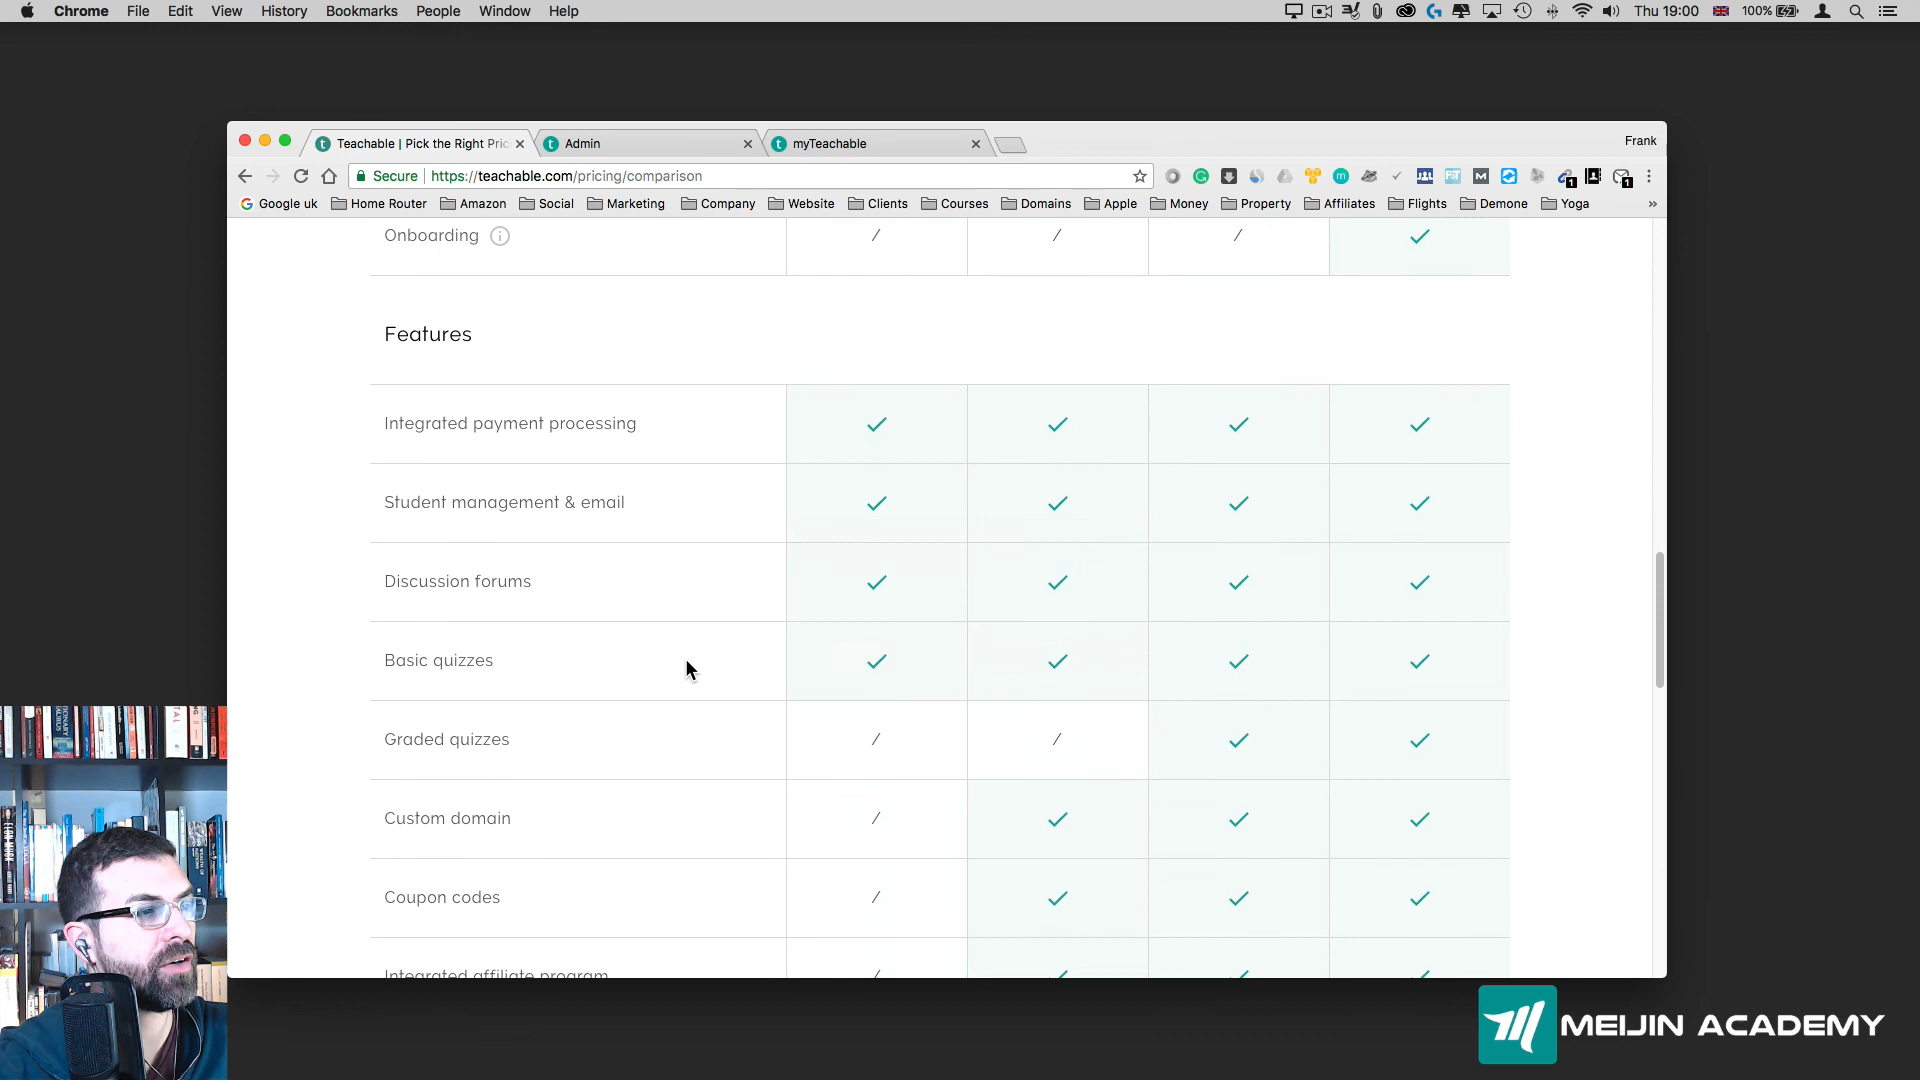 Chrome File Edit View History Bookmarks People Window Help
Thu 19:00 100%
Teachable | Pick the Right Pric
Admin
myTeachable
Frank
Secure https://teachable.com/pricing/comparison
Google uk Home Router Amazon Social Marketing Company Website Clients Courses Domains Apple Money Property Affiliates Flights Demone Yoga »
Onboarding i / / /
Features
Integrated payment processing
Student management & email
Discussion forums
Basic quizzes
Graded quizzes / /
Custom domain /
Coupon codes /
Integrated affiliate program /
MEIJIN ACADEMY